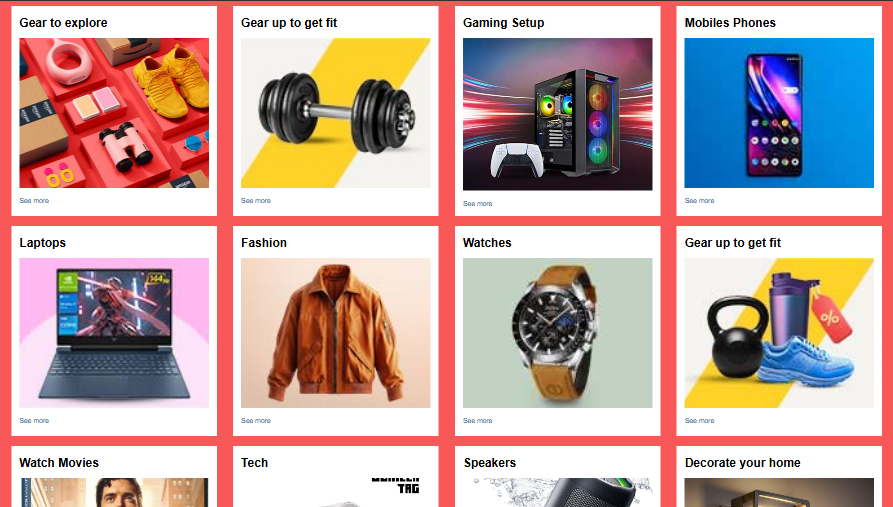 Gear to explore
Gear up to get fit
Gaming Setup
Mobiles Phones
See more
See more
See more
See more
Laptops
Fashion
Watches
Gear up to get fit
144
%
See more
See more
See more
See more
Watch Movies
Tech
Speakers
Decorate your home
TAG